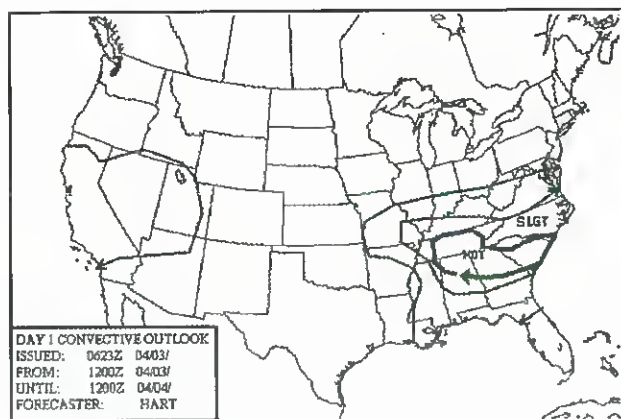 SLGT
MDT
DAY 1 CONVECTIVE OUTLOOK
ISSUED: 0623Z 04/03/
FROM: 1200Z 04/03/
UNTIL: 1200Z 04/04/
FORECASTER: HART